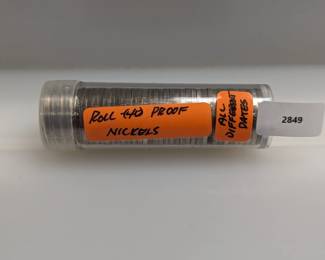 ROLL (40) PROOF
NICKELS
ALL
DIFFERENT
DATES
2849